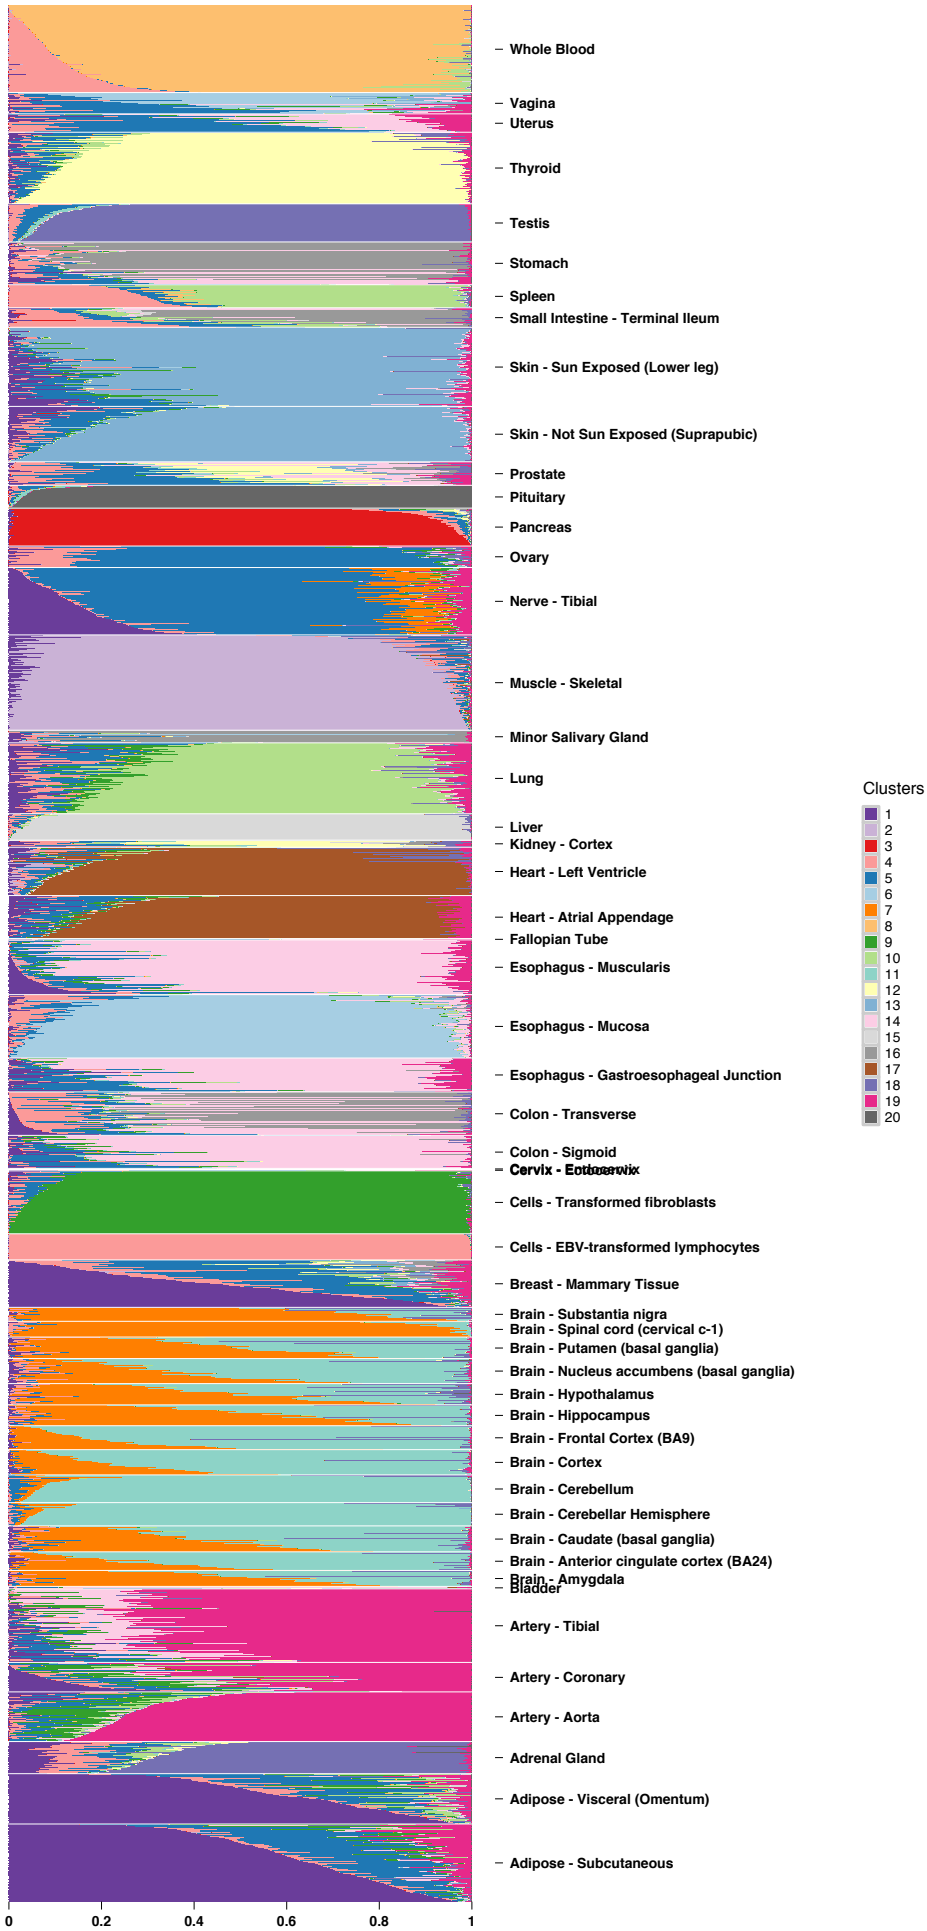 Whole Blood
Vagina
Uterus
Thyroid
Testis
Stomach
Spleen
Small Intestine - Terminal Ileum
Skin - Sun Exposed (Lower leg)
Skin - Not Sun Exposed (Suprapubic)
Prostate
Pituitary
Pancreas
Ovary
Nerve - Tibial
Muscle - Skeletal
Minor Salivary Gland
Lung
Liver
Kidney - Cortex
Heart - Left Ventricle
Heart - Atrial Appendage
Fallopian Tube
Esophagus - Muscularis
Esophagus - Mucosa
Esophagus - Gastroesophageal Junction
Colon - Transverse
Colon - Sigmoid
Cervix - Endocervix
Cervix - Ectocervix
Cells - Transformed fibroblasts
Cells - EBV-transformed lymphocytes
Breast - Mammary Tissue
Brain - Substantia nigra
Brain - Spinal cord (cervical c-1)
Brain - Putamen (basal ganglia)
Brain - Nucleus accumbens (basal ganglia)
Brain - Hypothalamus
Brain - Hippocampus
Brain - Frontal Cortex (BA9)
Brain - Cortex
Brain - Cerebellum
Brain - Cerebellar Hemisphere
Brain - Caudate (basal ganglia)
Brain - Anterior cingulate cortex (BA24)
Brain - Amygdala
Bladder
Artery - Tibial
Artery - Coronary
Artery - Aorta
Adrenal Gland
Adipose - Visceral (Omentum)
Adipose - Subcutaneous
0 0.2 0.4 0.6 0.8 1
Clusters
1
2
3
4
5
6
7
8
9
10
11
12
13
14
15
16
17
18
19
20